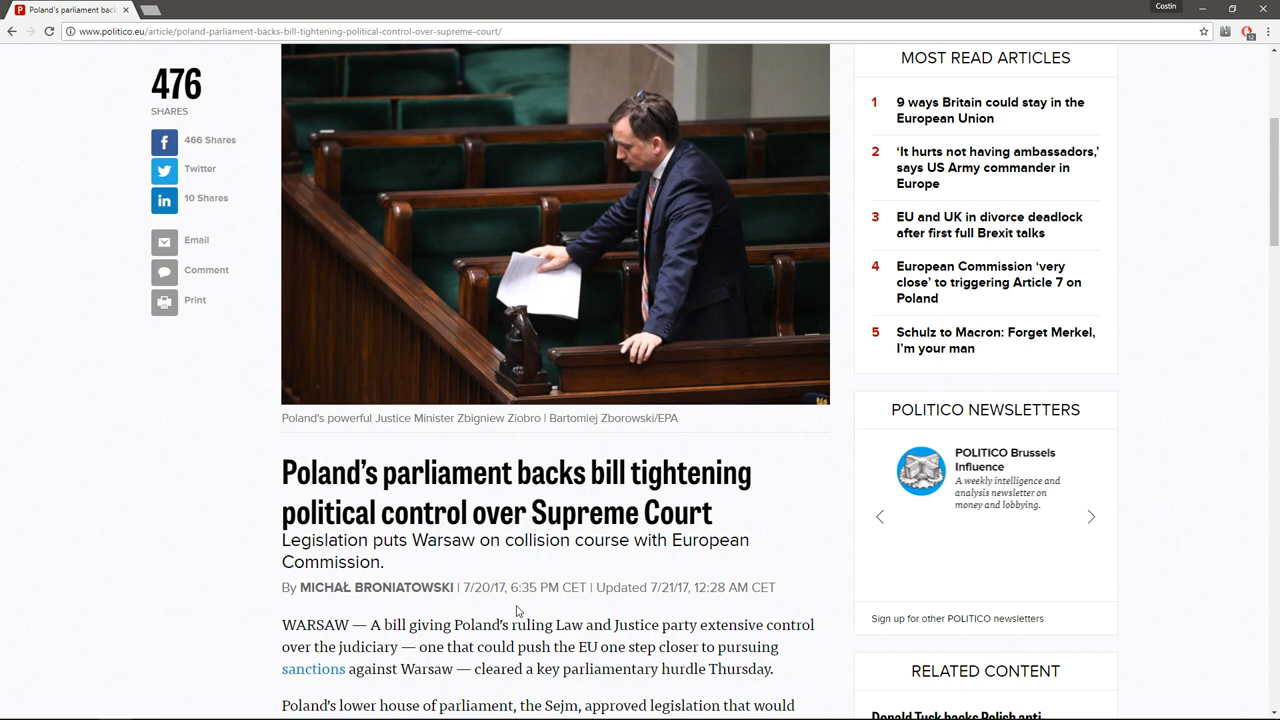 Poland's parliament back
Costin
www.politico.eu/article/poland-parliament-backs-bill-tightening-political-control-over-supreme-court/
12
476
SHARES
466 Shares
Twitter
10 Shares
Email
Comment
Print
Poland's powerful Justice Minister Zbigniew Ziobro | Bartomiej Zborowski/EPA
Poland's parliament backs bill tightening
political control over Supreme Court
Legislation puts Warsaw on collision course with European
Commission.
By MICHAŁ BRONIATOWSKI | 7/20/17, 6:35 PM CET | Updated 7/21/17, 12:28 AM CET
WARSAW — A bill giving Poland's ruling Law and Justice party extensive control
over the judiciary — one that could push the EU one step closer to pursuing
sanctions against Warsaw — cleared a key parliamentary hurdle Thursday.
Poland's lower house of parliament, the Sejm, approved legislation that would
MOST READ ARTICLES
1 9 ways Britain could stay in the
European Union
2 'It hurts not having ambassadors,'
says US Army commander in
Europe
3 EU and UK in divorce deadlock
after first full Brexit talks
4 European Commission 'very
close' to triggering Article 7 on
Poland
5 Schulz to Macron: Forget Merkel,
I'm your man
POLITICO NEWSLETTERS
POLITICO Brussels
Influence
A weekly intelligence and
analysis newsletter on
money and lobbying.
Sign up for other POLITICO newsletters
RELATED CONTENT
Donald Tusk backs Polish anti-